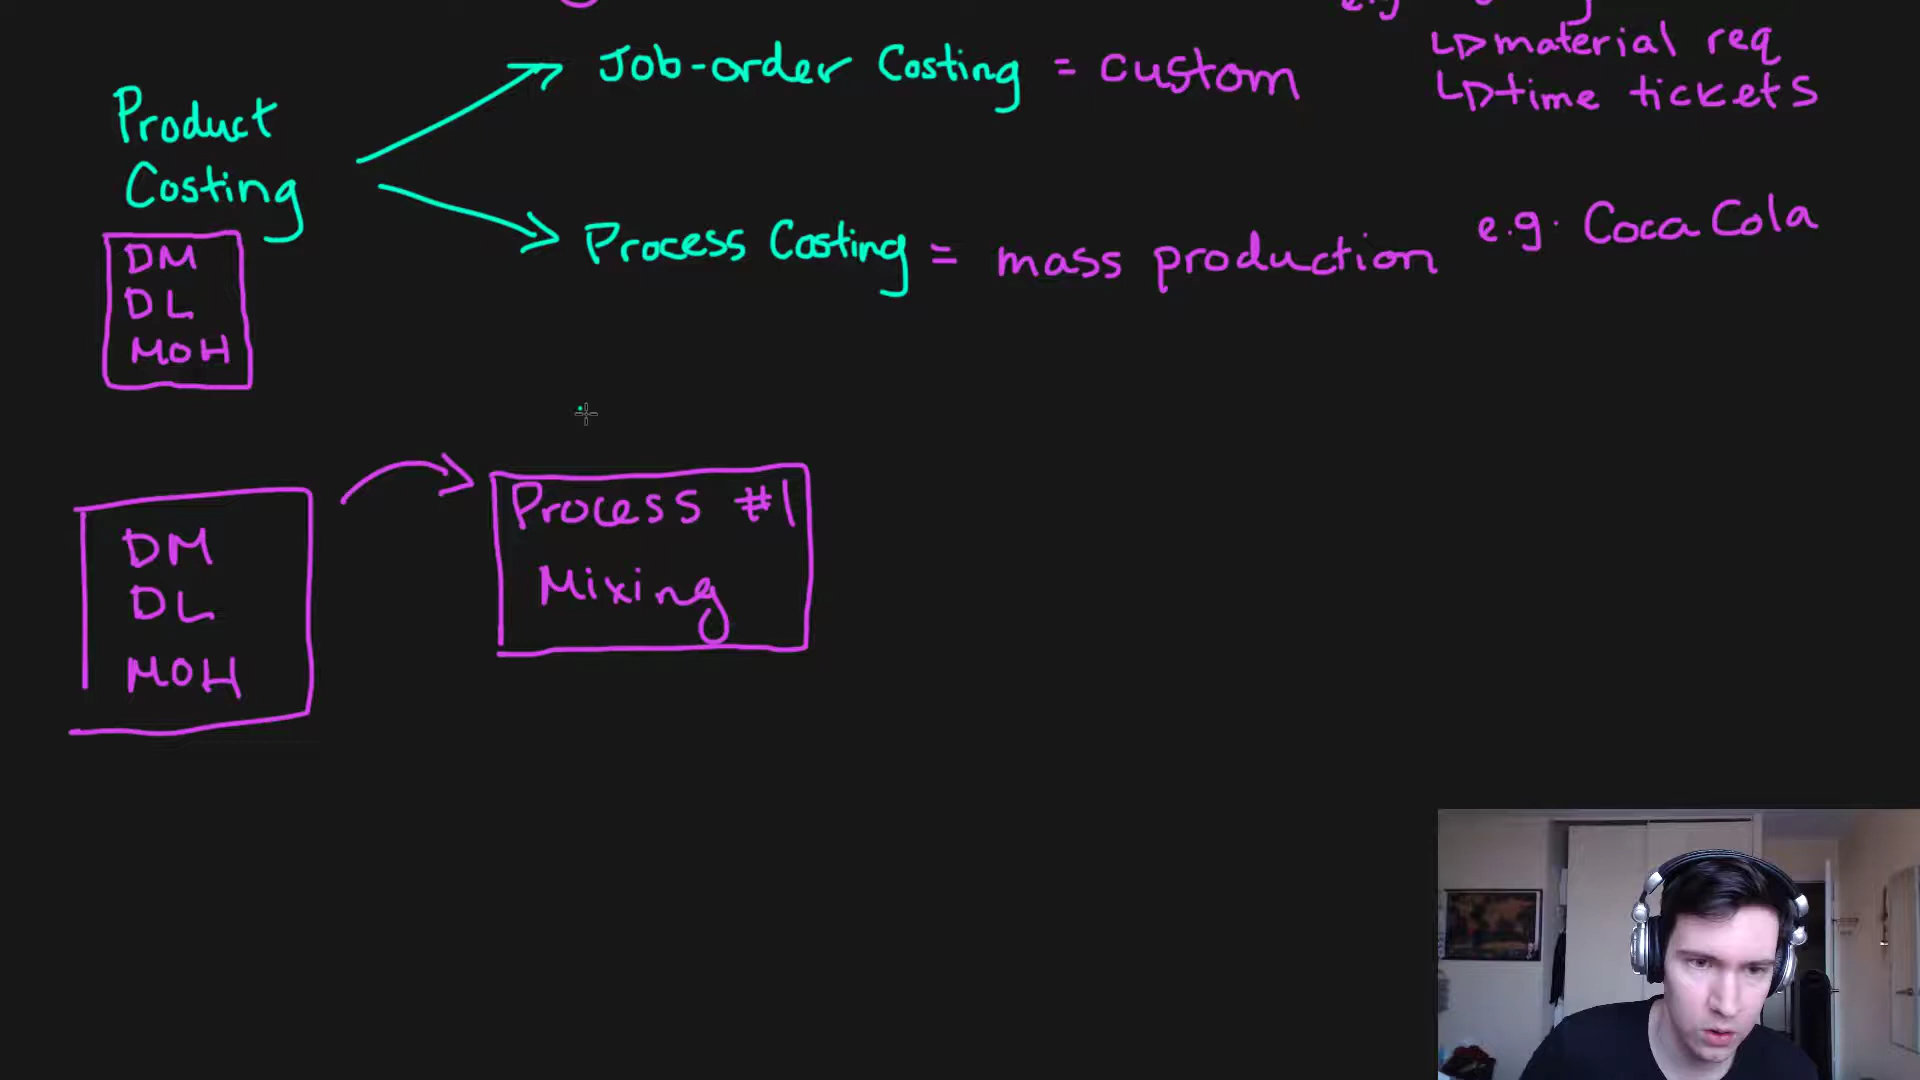 Job-order Costing = custom
material req
time tickets
Product
Costing
DM
DL
MOH
Process Costing = mass production e.g. Coca Cola
DM
DL
MOH
Process #1
Mixing